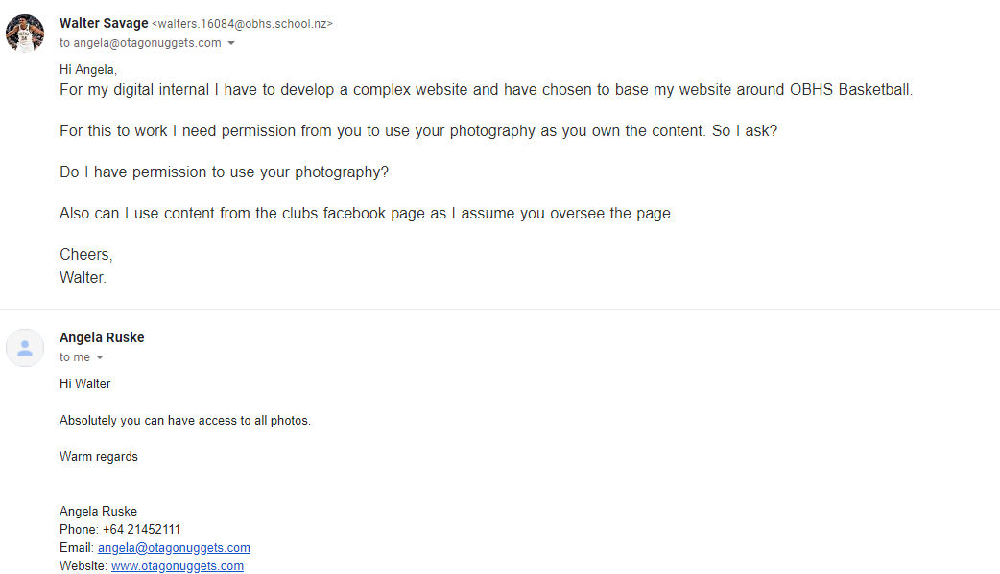 Walter Savage <walters.16084@obhs.school.nz>
to angela@otagonuggets.com
Hi Angela,
For my digital internal I have to develop a complex website and have chosen to base my website around OBHS Basketball.
For this to work I need permission from you to use your photography as you own the content. So I ask?
Do I have permission to use your photography?
Also can I use content from the clubs facebook page as I assume you oversee the page.
Cheers,
Walter.
Angela Ruske
to me
Hi Walter
Absolutely you can have access to all photos.
Warm regards
Angela Ruske
Phone: +64 21452111
Email: angela@otagonuggets.com
Website: www.otagonuggets.com